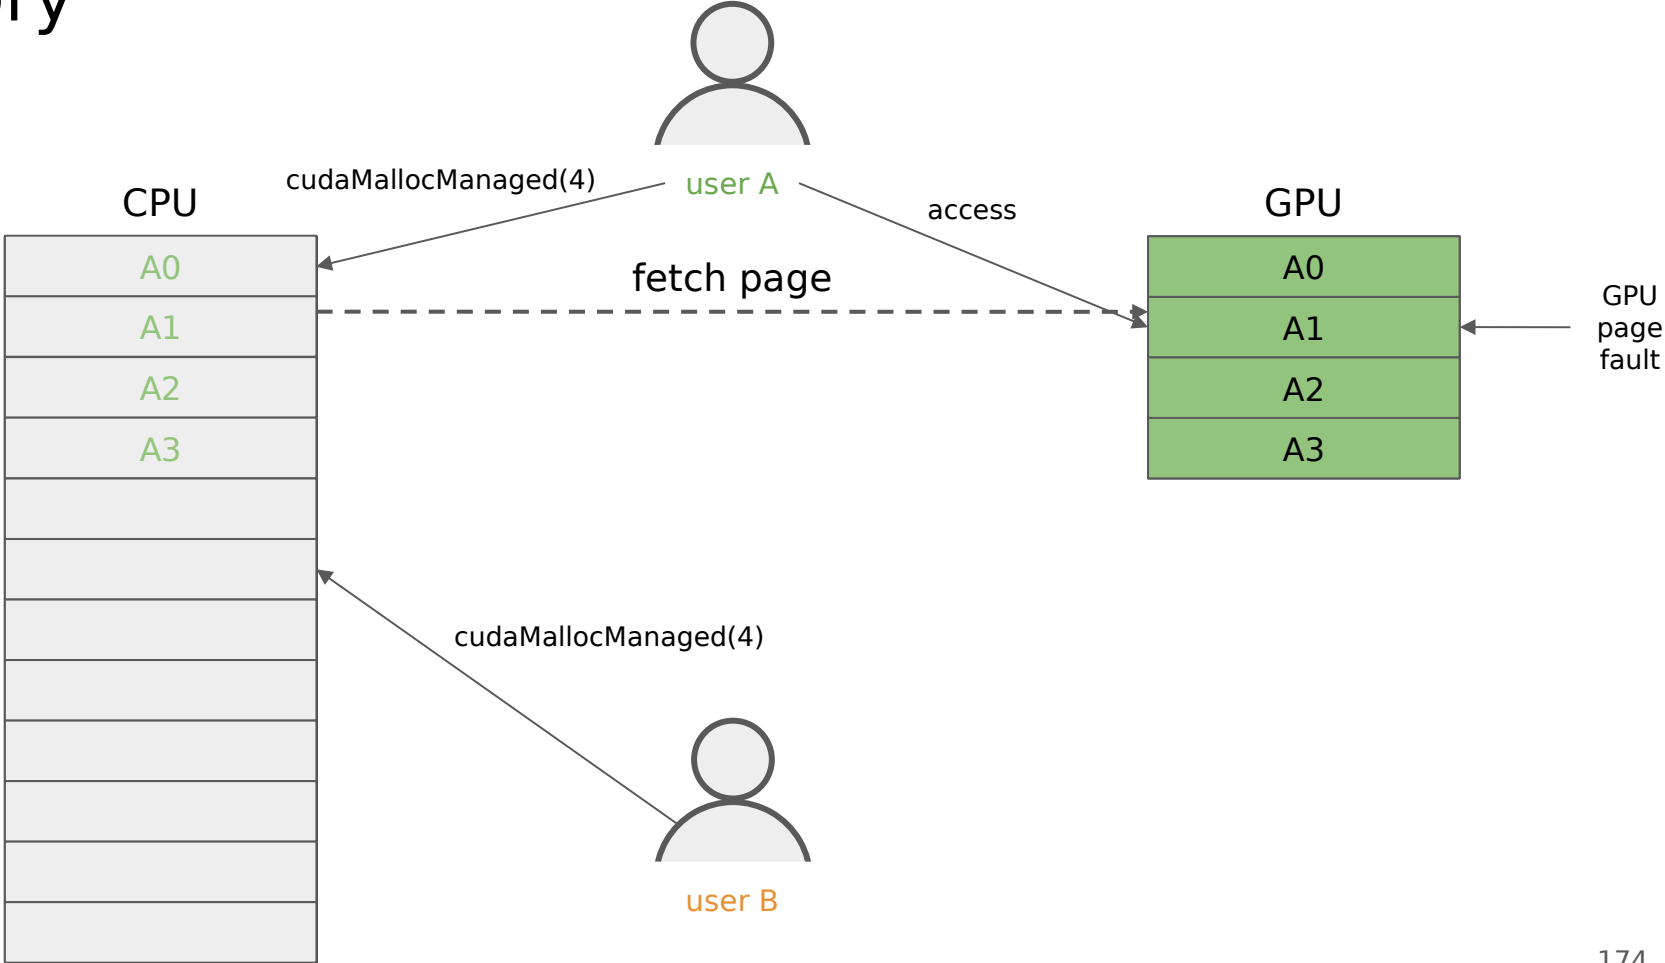 user A
cudaMallocManaged(4)
access
CPU
GPU
A0
A1
A2
A3
fetch page
A0
A1
A2
A3
GPU
page
fault
cudaMallocManaged(4)
user B
174